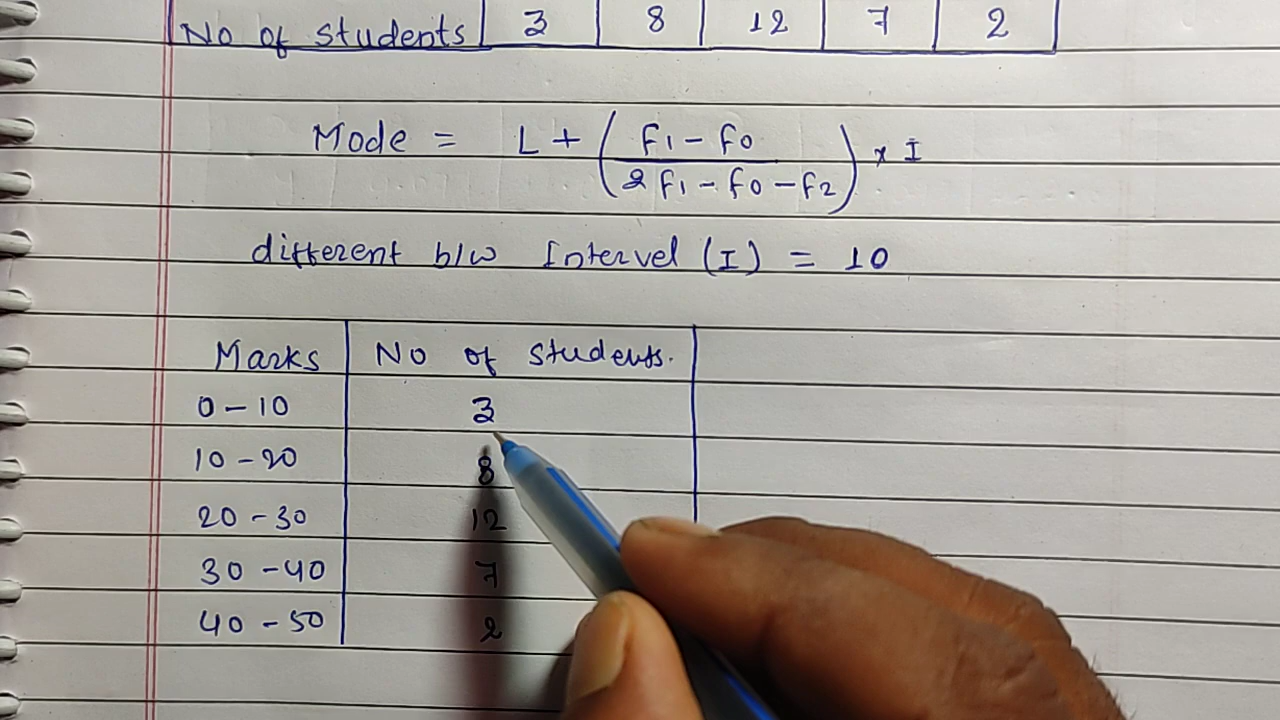 No of students 3 8 12 7 2
Mode = L + (f1 - f0 / 2f1 - f0 - f2) × I
different b/w Intervel (I) = 10
Marks No of students.
0-10 3
10-20 8
20-30 12
30-40 7
40-50 2